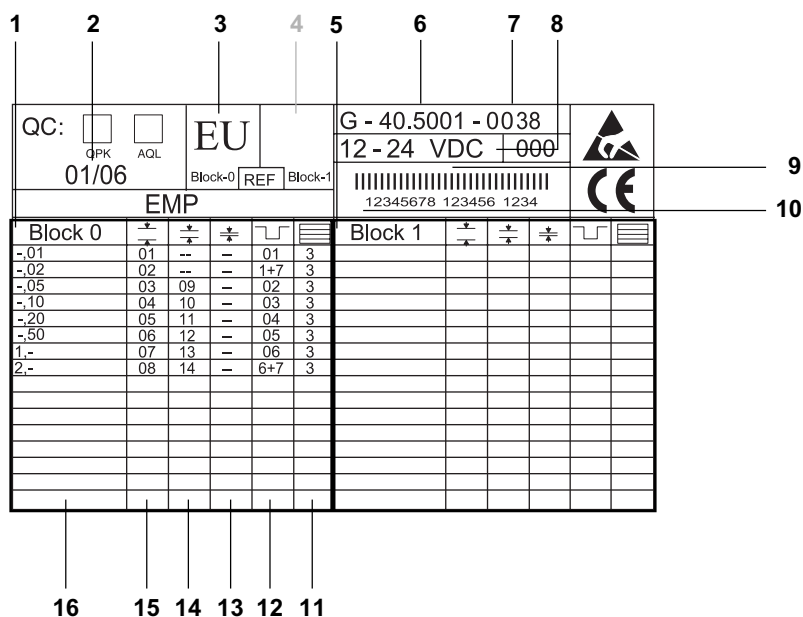 1 2 3 4 5 6 7 8
QC: QPK AQL
01/06
EU
Block-0 REF Block-1
EMP
G - 40.5001 - 0038
12 - 24 VDC 000
12345678 123456 1234
CE
9
10
Block 0
-,01 01 -- – 01 3
-,02 02 -- – 1+7 3
-,05 03 09 – 02 3
-,10 04 10 – 03 3
-,20 05 11 – 04 3
-,50 06 12 – 05 3
1,- 07 13 – 06 3
2,- 08 14 – 6+7 3
Block 1
16 15 14 13 12 11